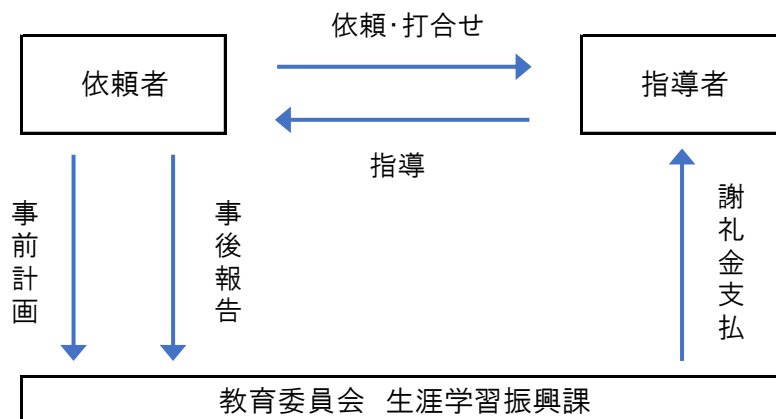 依頼・打合せ
依頼者
指導者
指導
事前計画
事後報告
謝礼金支払
教育委員会　生涯学習振興課